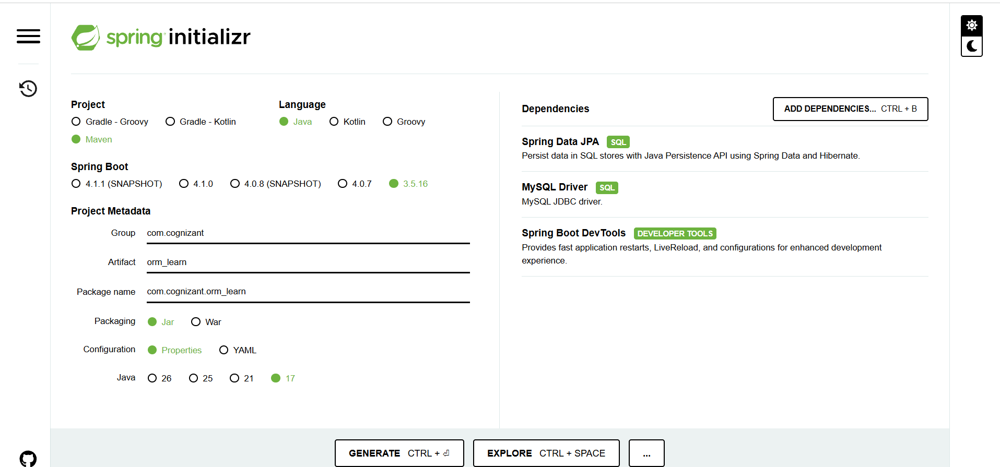 spring initializr
Project
Gradle - Groovy Gradle - Kotlin
Maven
Language
Java Kotlin Groovy
Spring Boot
4.1.1 (SNAPSHOT) 4.1.0 4.0.8 (SNAPSHOT) 4.0.7 3.5.16
Project Metadata
Group com.cognizant
Artifact orm_learn
Package name com.cognizant.orm_learn
Packaging Jar War
Configuration Properties YAML
Java 26 25 21 17
Dependencies
ADD DEPENDENCIES... CTRL + B
Spring Data JPA SQL
Persist data in SQL stores with Java Persistence API using Spring Data and Hibernate.
MySQL Driver SQL
MySQL JDBC driver.
Spring Boot DevTools DEVELOPER TOOLS
Provides fast application restarts, LiveReload, and configurations for enhanced development
experience.
GENERATE CTRL + ⏎ EXPLORE CTRL + SPACE ...